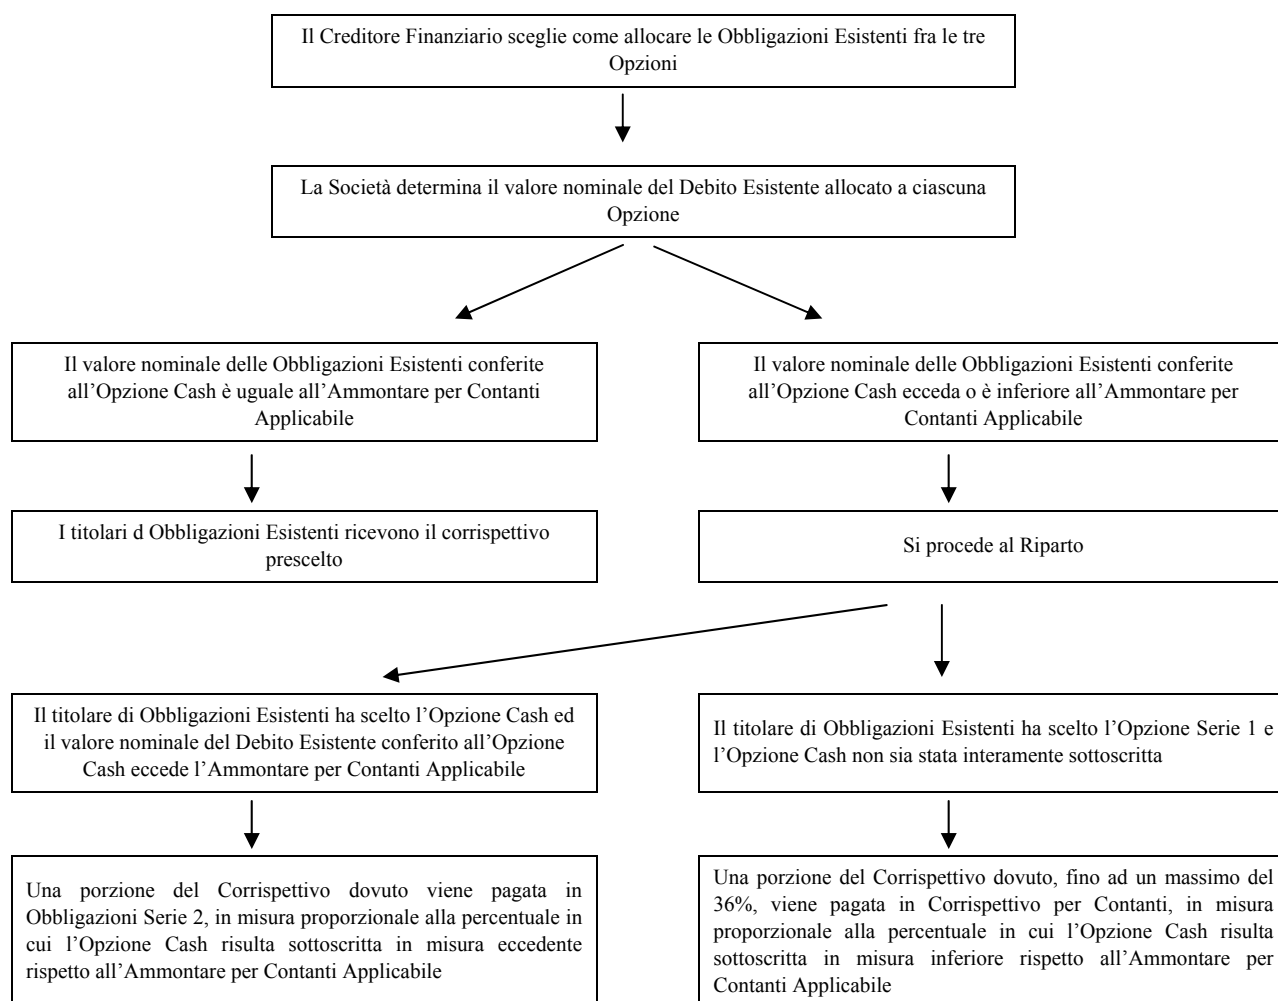 Il Creditore Finanziario sceglie come allocare le Obbligazioni Esistenti fra le tre
Opzioni
La Società determina il valore nominale del Debito Esistente allocato a ciascuna
Opzione
Il valore nominale delle Obbligazioni Esistenti conferite
all’Opzione Cash è uguale all’Ammontare per Contanti
Applicabile
Il valore nominale delle Obbligazioni Esistenti conferite
all’Opzione Cash ecceda o è inferiore all’Ammontare per
Contanti Applicabile
I titolari d Obbligazioni Esistenti ricevono il corrispettivo
prescelto
Si procede al Riparto
Il titolare di Obbligazioni Esistenti ha scelto l’Opzione Cash ed
il valore nominale del Debito Esistente conferito all’Opzione
Cash eccede l’Ammontare per Contanti Applicabile
Il titolare di Obbligazioni Esistenti ha scelto l’Opzione Serie 1 e
l’Opzione Cash non sia stata interamente sottoscritta
Una porzione del Corrispettivo dovuto viene pagata in
Obbligazioni Serie 2, in misura proporzionale alla percentuale in
cui l’Opzione Cash risulta sottoscritta in misura eccedente
rispetto all’Ammontare per Contanti Applicabile
Una porzione del Corrispettivo dovuto, fino ad un massimo del
36%, viene pagata in Corrispettivo per Contanti, in misura
proporzionale alla percentuale in cui l’Opzione Cash risulta
sottoscritta in misura inferiore rispetto all’Ammontare per
Contanti Applicabile